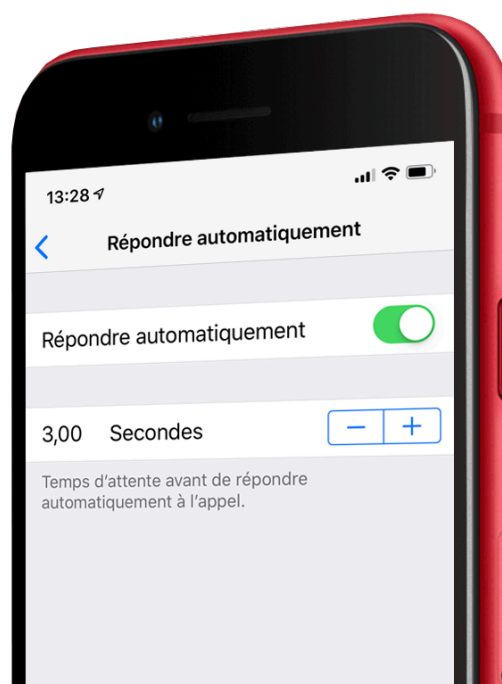 13:28
Répondre automatiquement
Répondre automatiquement
3,00 Secondes
Temps d'attente avant de répondre
automatiquement à l'appel.